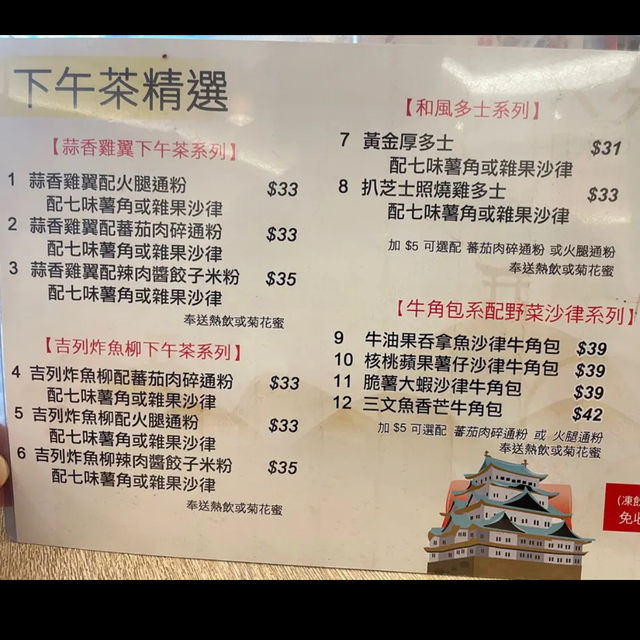 下午茶精選
【蒜香雞翼下午茶系列】
1 蒜香雞翼配火腿通粉 $33
配七味薯角或雜果沙律
2 蒜香雞翼配蕃茄肉碎通粉 $33
配七味薯角或雜果沙律
3 蒜香雞翼配辣肉醬餃子米粉 $35
配七味薯角或雜果沙律
奉送熱飲或菊花蜜
【吉列炸魚柳下午茶系列】
4 吉列炸魚柳配蕃茄肉碎通粉 $33
配七味薯角或雜果沙律
5 吉列炸魚柳配火腿通粉 $33
配七味薯角或雜果沙律
6 吉列炸魚柳辣肉醬餃子米粉 $35
配七味薯角或雜果沙律
奉送熱飲或菊花蜜
【和風多士系列】
7 黃金厚多士 $31
配七味薯角或雜果沙律
8 扒芝士照燒雞多士 $33
配七味薯角或雜果沙律
加 $5 可選配 蕃茄肉碎通粉 或火腿通粉
奉送熱飲或菊花蜜
【牛角包系配野菜沙律系列】
9 牛油果吞拿魚沙律牛角包 $39
10 核桃蘋果薯仔沙律牛角包 $39
11 脆薯大蝦沙律牛角包 $39
12 三文魚香芒牛角包 $42
加 $5 可選配 蕃茄肉碎通粉 或 火腿通粉
奉送熱飲或菊花蜜
(凍飲
免收